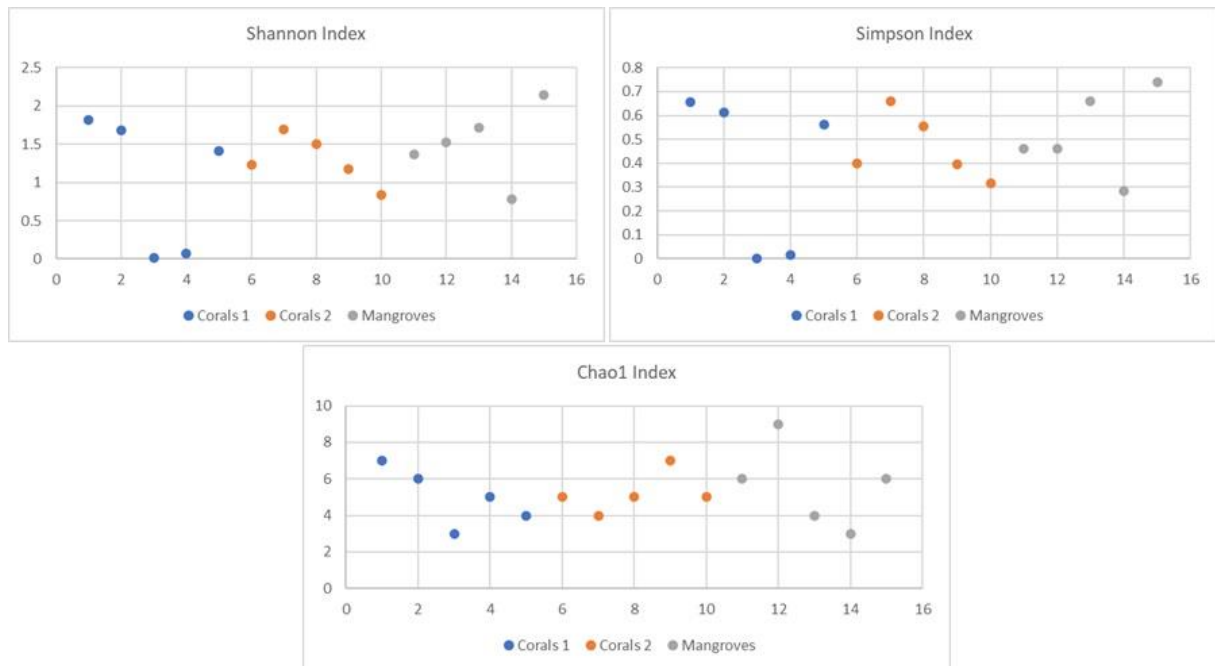 Shannon Index
2.5
2
1.5
1
0.5
0
0 2 4 6 8 10 12 14 16
Corals 1 Corals 2 Mangroves
Simpson Index
0.8
0.7
0.6
0.5
0.4
0.3
0.2
0.1
0
0 2 4 6 8 10 12 14 16
Corals 1 Corals 2 Mangroves
Chao1 Index
10
8
6
4
2
0
0 2 4 6 8 10 12 14 16
Corals 1 Corals 2 Mangroves